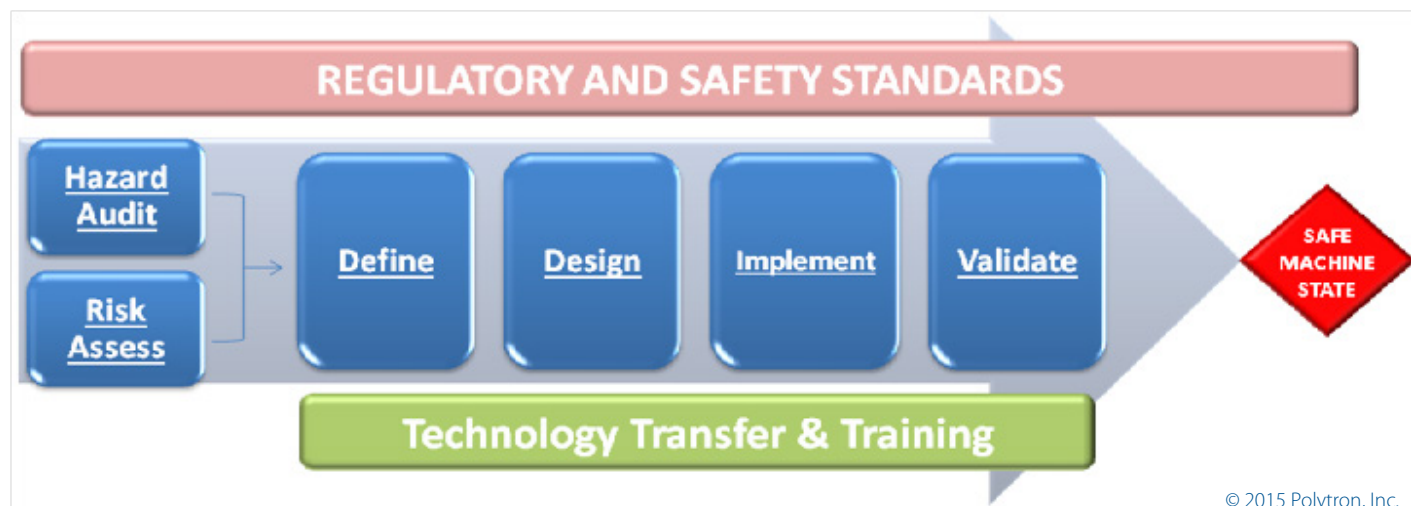 REGULATORY AND SAFETY STANDARDS
Hazard
Audit
Risk
Assess
Define
Design
Implement
Validate
SAFE
MACHINE
STATE
Technology Transfer & Training
© 2015 Polytron, Inc.